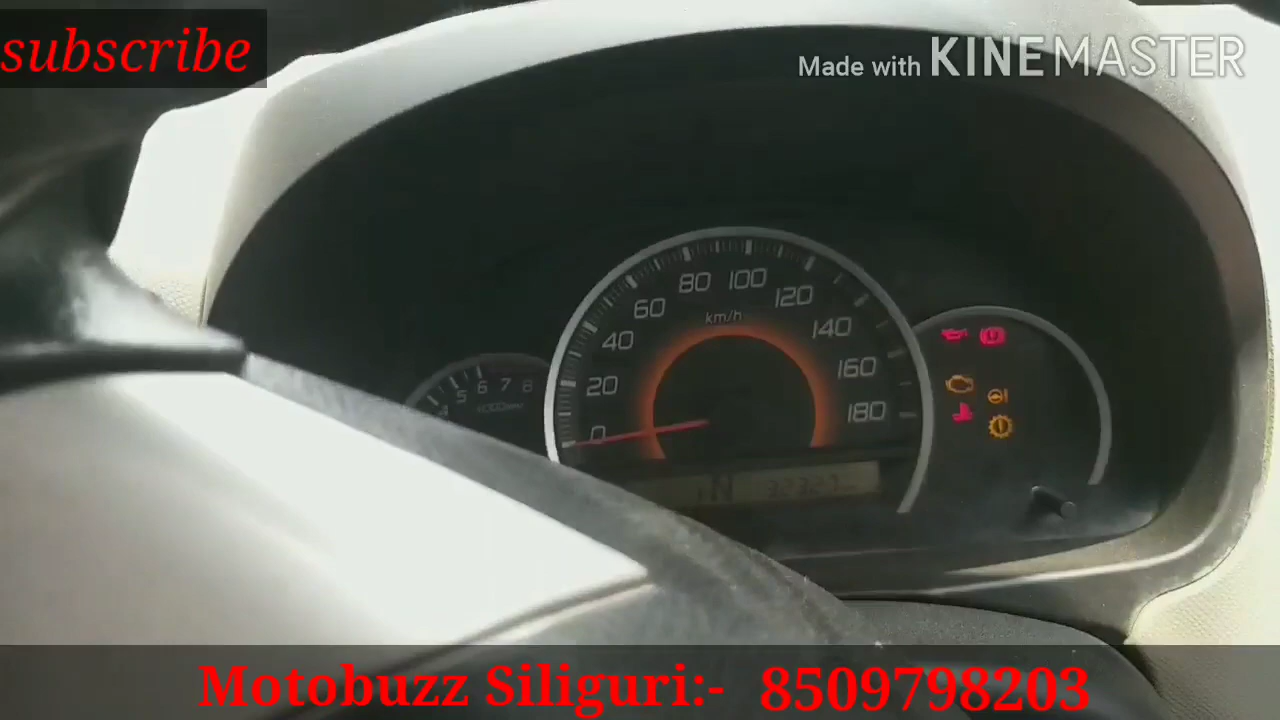 subscribe
Made with KINEMASTER
80 100
60 120
km/h
40 140
160
5 6 7 8
20
180
0
N
Motobuzz Siliguri:- 8509798203